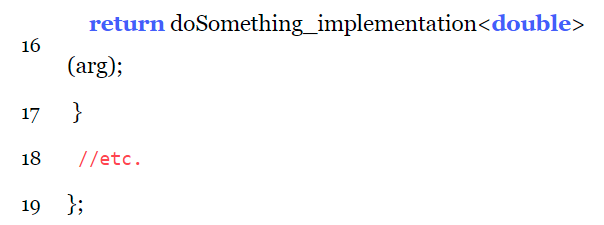 return doSomething_implementation<double>
16
(arg);
17 }
18 //etc.
19 };